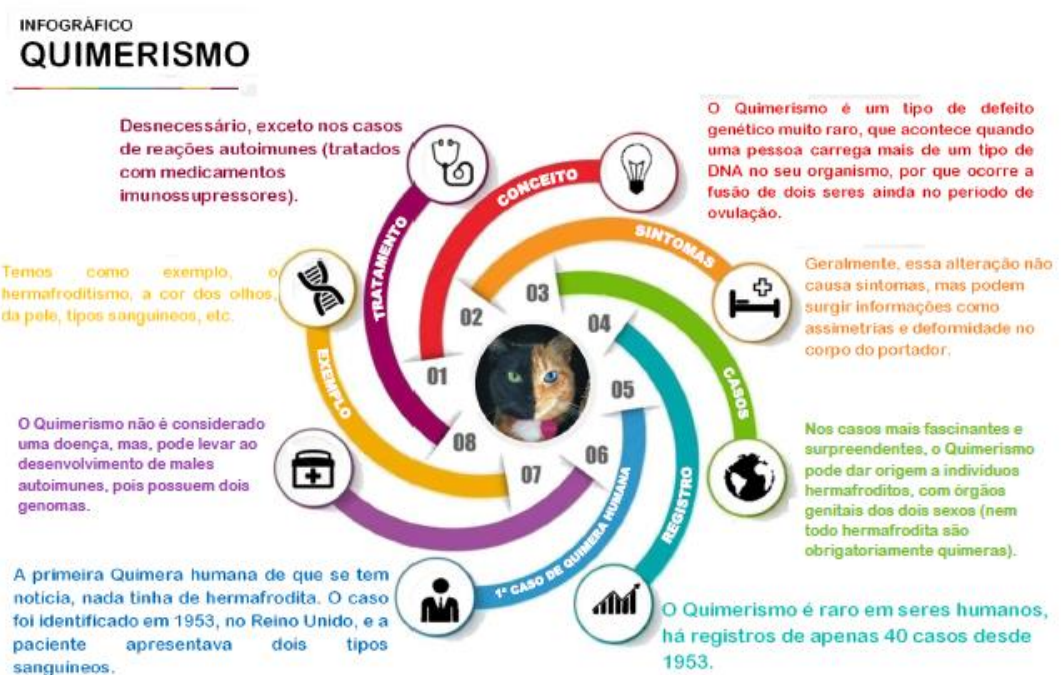 INFOGRÁFICO
QUIMERISMO
Desnecessário, exceto nos casos
de reações autoimunes (tratados
com medicamentos
imunossupressores).
O Quimerismo é um tipo de defeito
genético muito raro, que acontece quando
uma pessoa carrega mais de um tipo de
DNA no seu organismo, por que ocorre a
fusão de dois seres ainda no período de
ovulação.
CONCEITO
SINTOMAS
TRATAMENTO
Temos como exemplo, o
hermafroditismo, a cor dos olhos,
da pele, tipos sanguíneos, etc.
Geralmente, essa alteração não
causa sintomas, mas podem
surgir informações como
assimetrias e deformidade no
corpo do portador.
01
02
03
04
05
06
07
08
EXEMPLO
CASOS
O Quimerismo não é considerado
uma doença, mas, pode levar ao
desenvolvimento de males
autoimunes, pois possuem dois
genomas.
Nos casos mais fascinantes e
surpreendentes, o Quimerismo
pode dar origem a indivíduos
hermafroditos, com órgãos
genitais dos dois sexos (nem
todo hermafrodita são
obrigatoriamente quimeras).
REGISTRO
1º CASO DE QUIMERA HUMANA
A primeira Quimera humana de que se tem
notícia, nada tinha de hermafrodita. O caso
foi identificado em 1953, no Reino Unido, e a
paciente apresentava dois tipos
sanguíneos.
O Quimerismo é raro em seres humanos,
há registros de apenas 40 casos desde
1953.